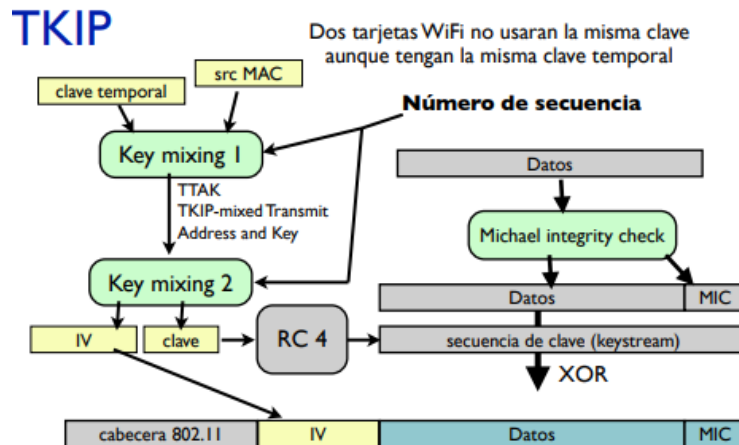 TKIP
Dos tarjetas WiFi no usaran la misma clave
aunque tengan la misma clave temporal
src MAC
clave temporal
Número de secuencia
Key mixing 1
Datos
TTAK
TKIP-mixed Transmit
Address and Key
Michael integrity check
Key mixing 2
Datos
MIC
IV
clave
RC 4
secuencia de clave (keystream)
XOR
cabecera 802.11
IV
Datos
MIC